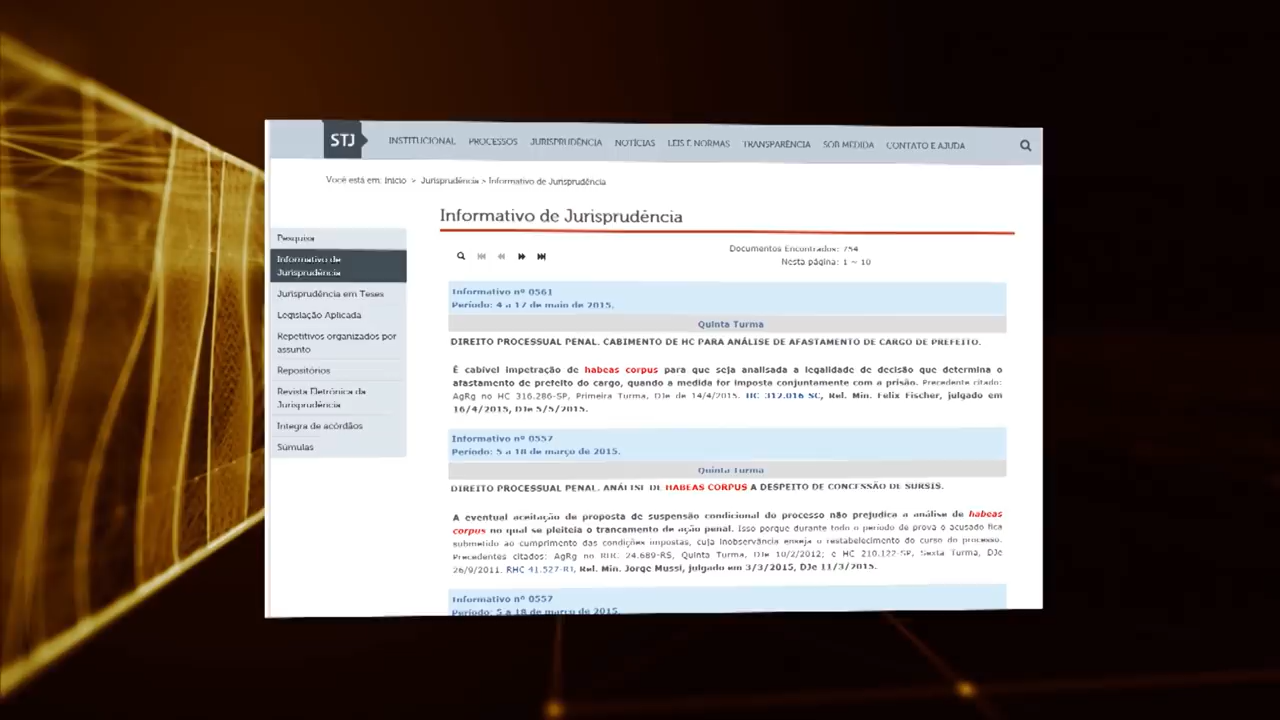 STJ INSTITUCIONAL PROCESSOS JURISPRUDÊNCIA NOTÍCIAS LEIS E NORMAS TRANSPARÊNCIA SOB MEDIDA CONTATO E AJUDA
Você está em: Início > Jurisprudência > Informativo de Jurisprudência
Informativo de Jurisprudência
Pesquisa
Informativo de
Jurisprudência
Jurisprudência em Teses
Legislação Aplicada
Repetitivos organizados por
assunto
Repositórios
Revista Eletrônica da
Jurisprudência
Íntegra de acórdãos
Súmulas
Documentos Encontrados: 754
Nesta página: 1 ~ 10
Informativo nº 0561
Período: 4 a 17 de maio de 2015.
Quinta Turma
DIREITO PROCESSUAL PENAL. CABIMENTO DE HC PARA ANÁLISE DE AFASTAMENTO DE CARGO DE PREFEITO.
É cabível impetração de habeas corpus para que seja analisada a legalidade de decisão que determina o
afastamento de prefeito do cargo, quando a medida for imposta conjuntamente com a prisão. Precedente citado:
AgRg no HC 316.286-SP, Primeira Turma, DJe de 14/4/2015. HC 312.016-SC, Rel. Min. Felix Fischer, julgado em
16/4/2015, DJe 5/5/2015.
Informativo nº 0557
Período: 5 a 18 de março de 2015.
Quinta Turma
DIREITO PROCESSUAL PENAL. ANÁLISE DE HABEAS CORPUS A DESPEITO DE CONCESSÃO DE SURSIS.
A eventual aceitação de proposta de suspensão condicional do processo não prejudica a análise de habeas
corpus no qual se pleiteia o trancamento de ação penal. Isso porque durante todo o período de prova o acusado fica
submetido ao cumprimento das condições impostas, cuja inobservância enseja o restabelecimento do curso do processo.
Precedentes citados: AgRg no RHC 24.689-RS, Quinta Turma, DJe 10/2/2012; e HC 210.122-SP, Sexta Turma, DJe
26/9/2011. RHC 41.527-RJ, Rel. Min. Jorge Mussi, julgado em 3/3/2015, DJe 11/3/2015.
Informativo nº 0557
Período: 5 a 18 de março de 2015.